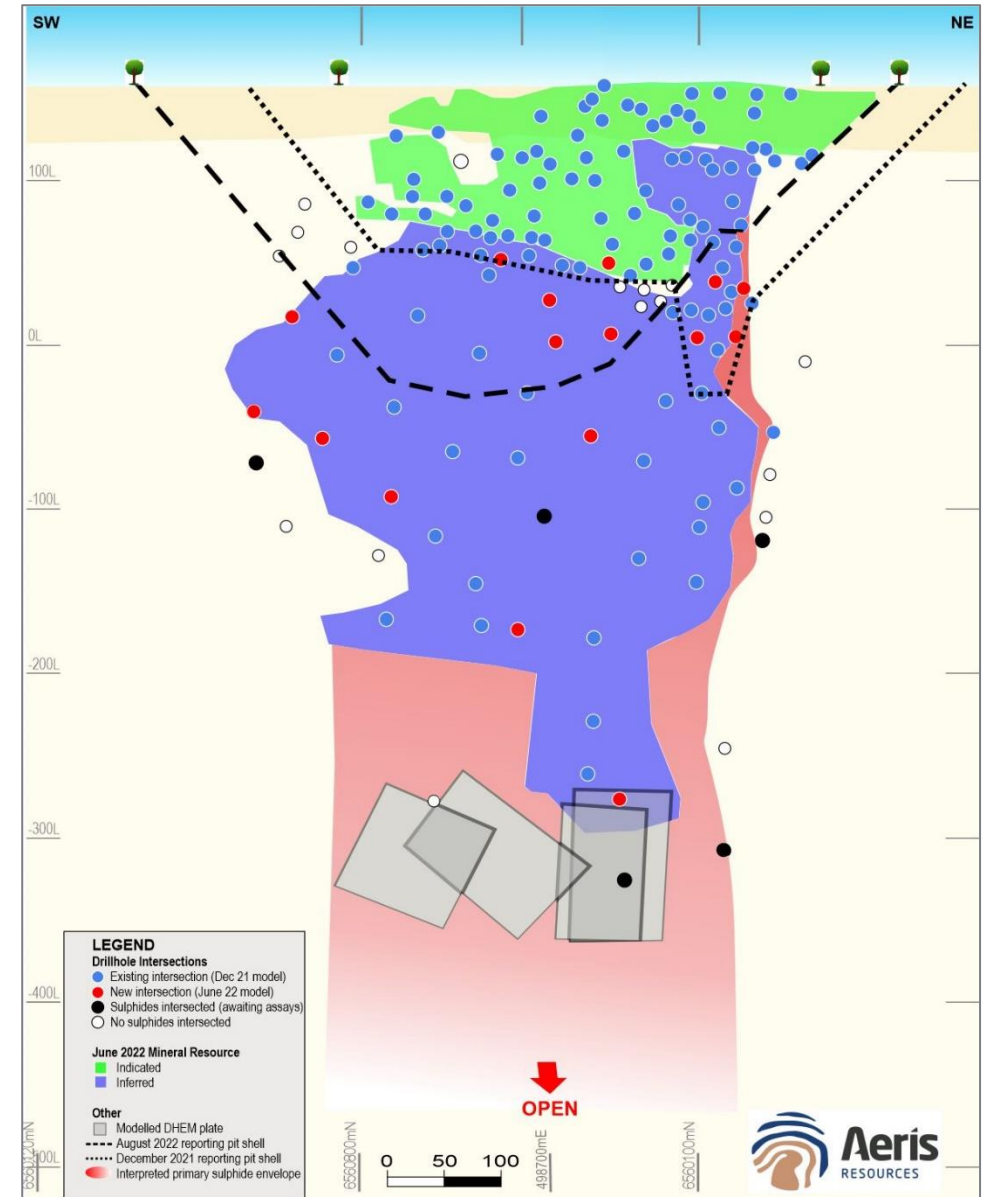 SW
NE
100L
0L
-100L
-200L
-300L
-400L
OPEN
LEGEND
Drillhole Intersections
Existing intersection (Dec 21 model)
New intersection (June 22 model)
Sulphides intersected (awaiting assays)
No sulphides intersected
June 2022 Mineral Resource
Indicated
Inferred
Other
Modelled DHEM plate
August 2022 reporting pit shell
December 2021 reporting pit shell
Interpreted primary sulphide envelope
6560120mN
6560800mN
498700mE
6560100mN
0 50 100
Aeris
RESOURCES